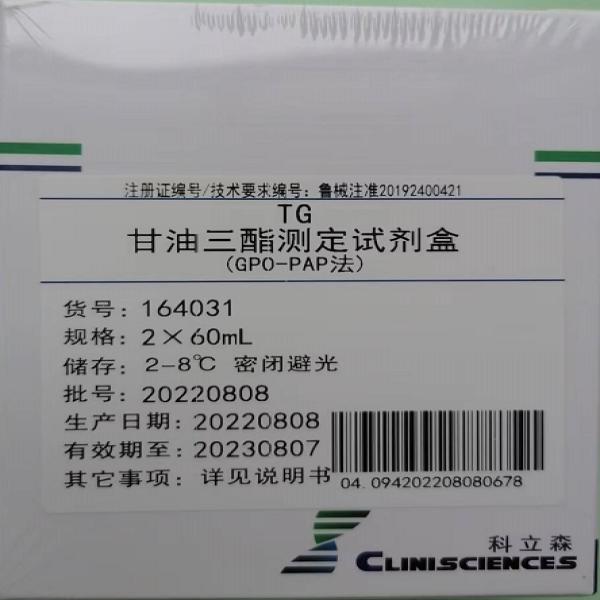 注册证编号/技术要求编号：鲁械注准20192400421
TG
甘油三酯测定试剂盒
(GPO-PAP法)
货号：164031
规格：2×60mL
储存：2-8℃ 密闭避光
批号：20220808
生产日期：20220808
有效期至：20230807
其它事项：详见说明书
04. 094202208080678
科立森
CLINISCIENCES